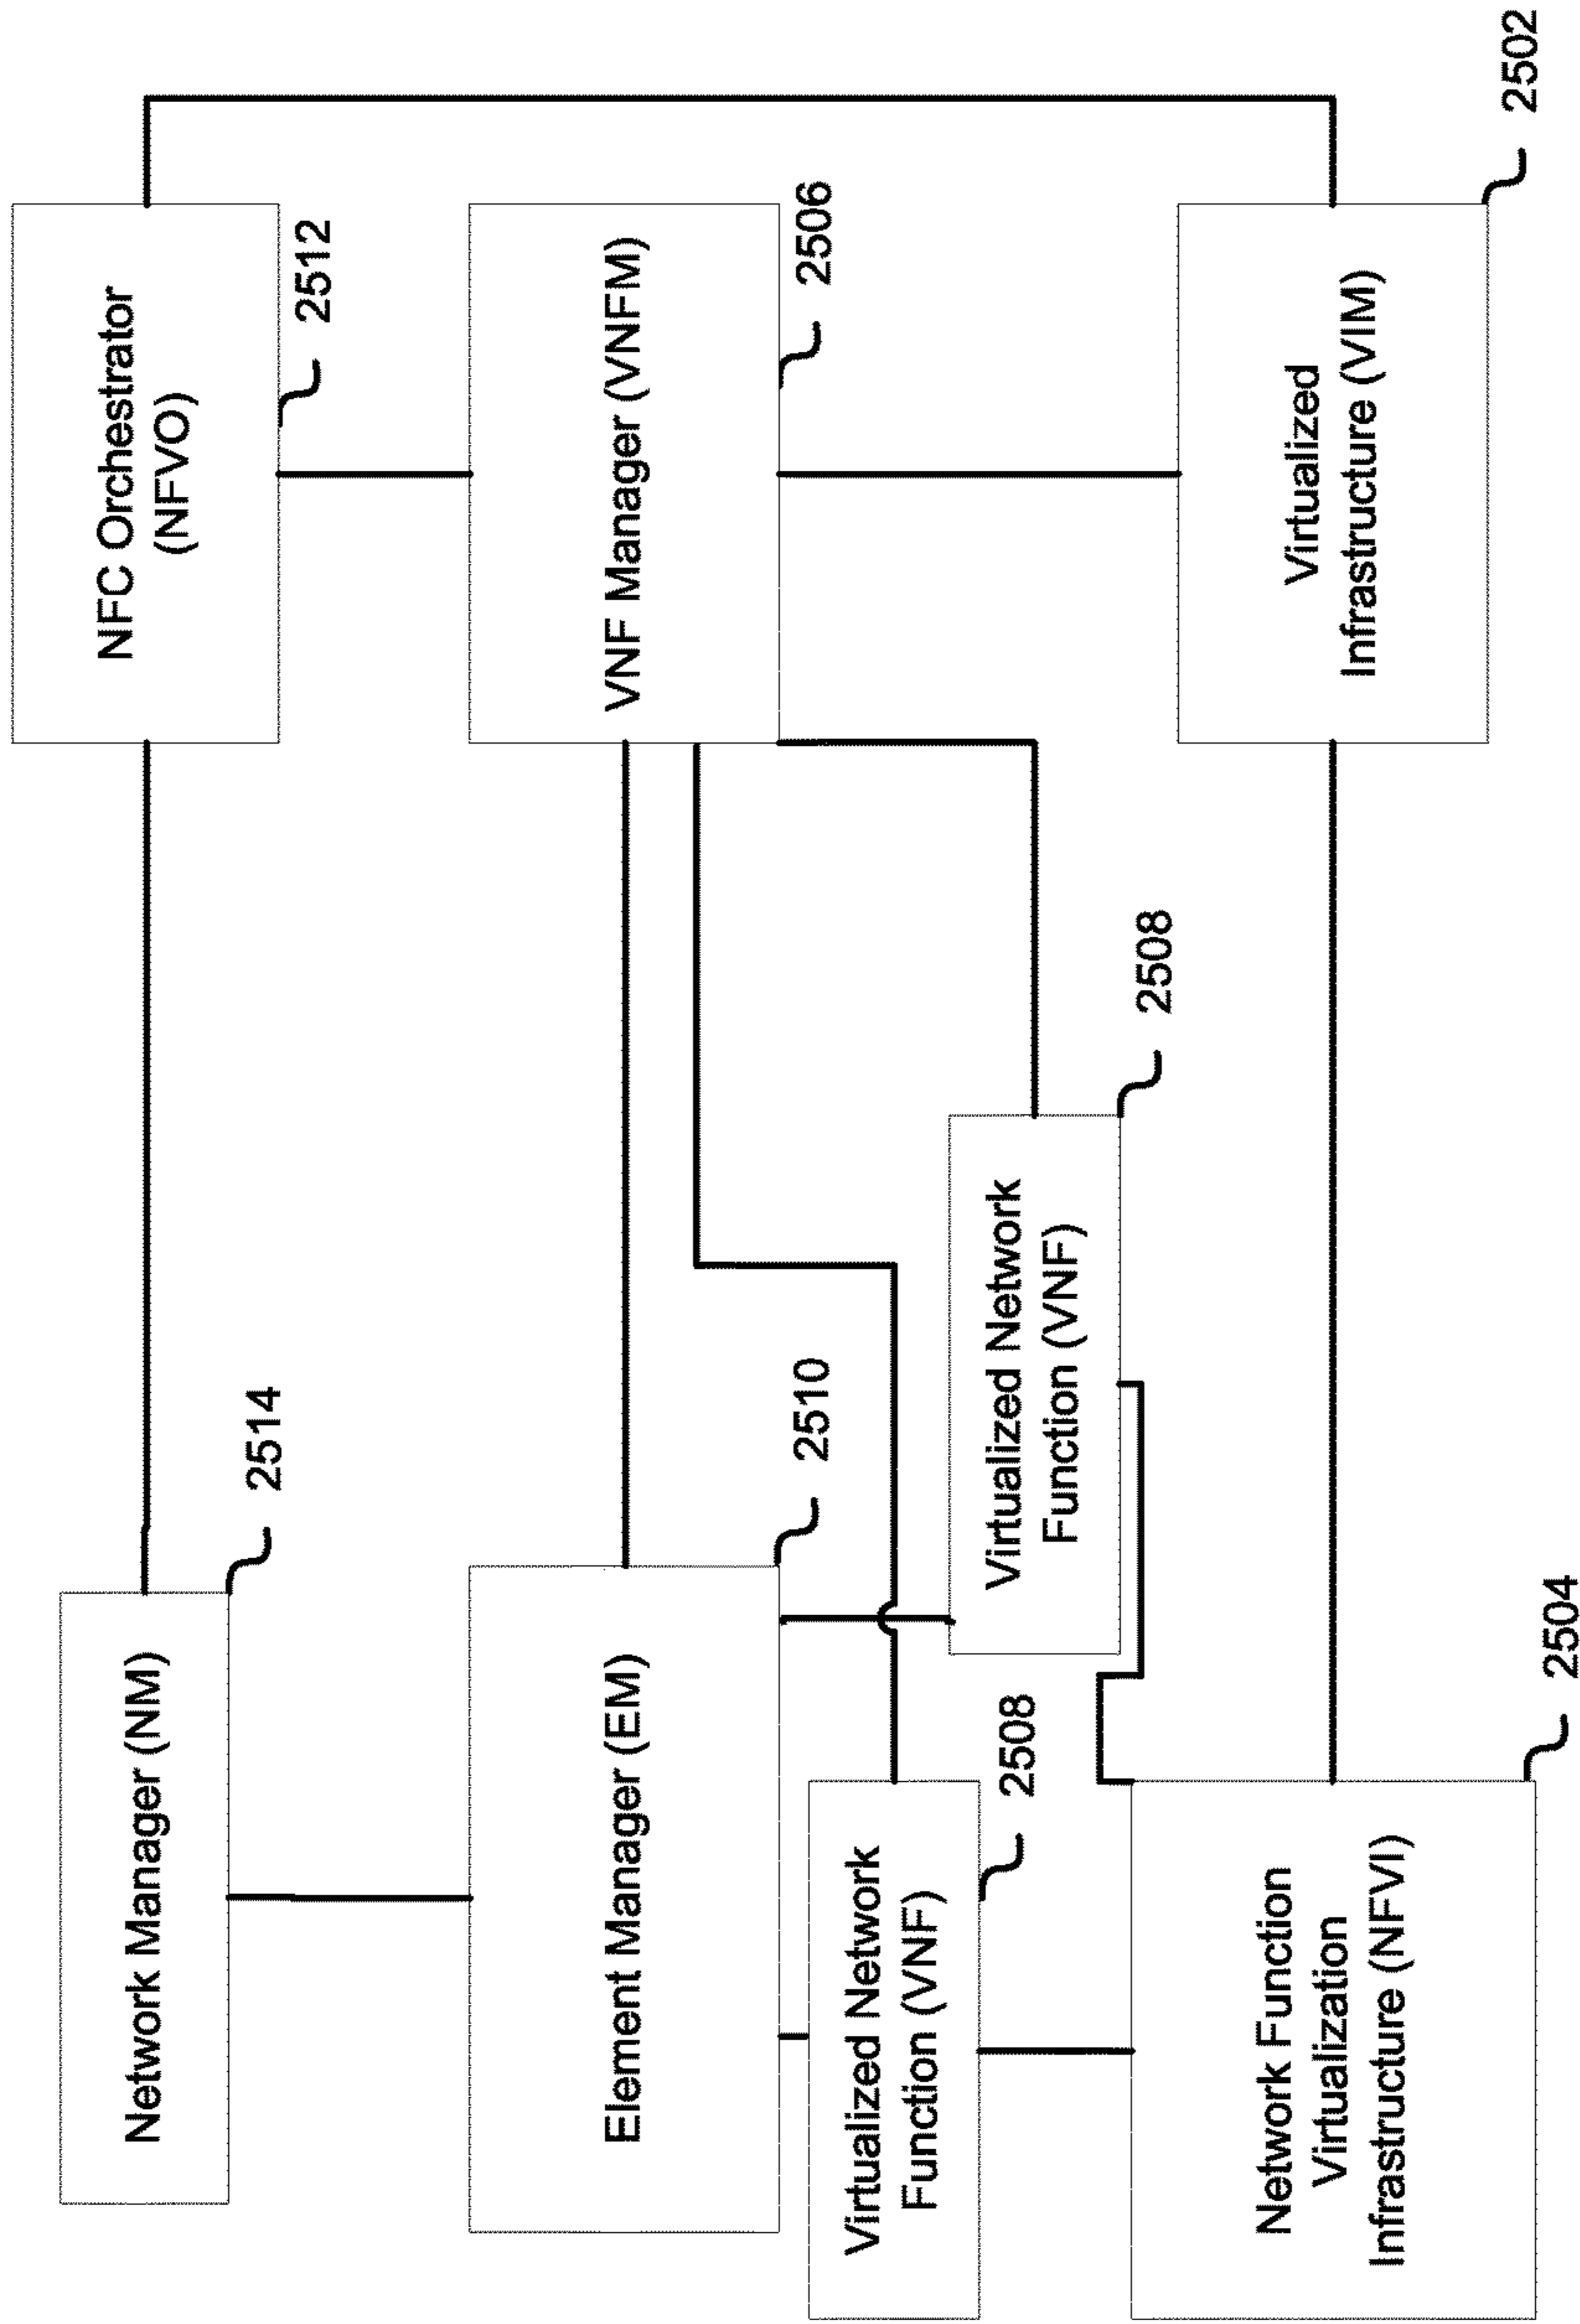 Network Manager (NM)
2514
NFC Orchestrator
(NFVO)
2512
Element Manager (EM)
2510
VNF Manager (VNFM)
2506
Virtualized Network
Function (VNF)
2508
Virtualized Network
Function (VNF)
2508
Network Function
Virtualization
Infrastructure (NFVI)
2504
Virtualized
Infrastructure (VIM)
2502